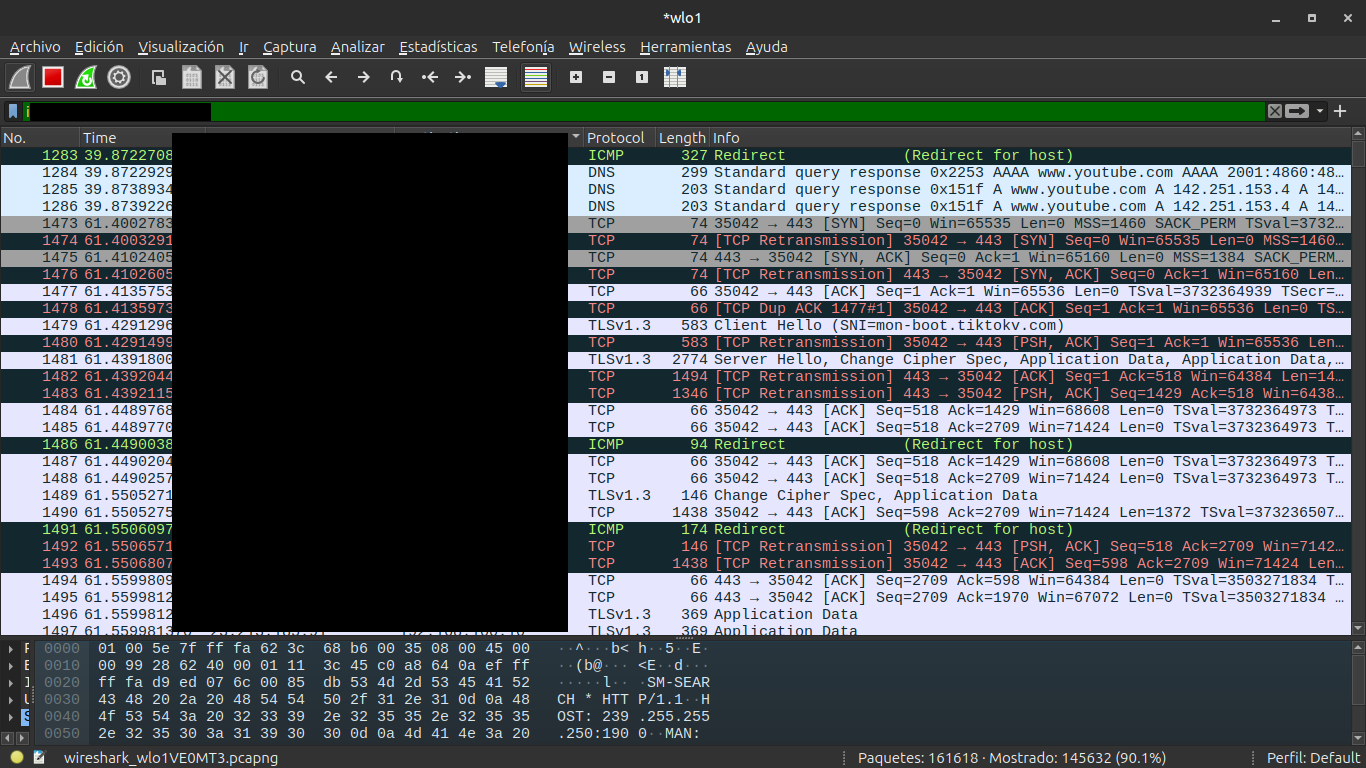 *wlo1
Archivo Edición Visualización Ir Captura Analizar Estadísticas Telefonía Wireless Herramientas Ayuda
i
No. Time Protocol Length Info
1283 39.8722708 ICMP 327 Redirect (Redirect for host)
1284 39.8722929 DNS 299 Standard query response 0x2253 AAAA www.youtube.com AAAA 2001:4860:48…
1285 39.8738934 DNS 203 Standard query response 0x151f A www.youtube.com A 142.251.153.4 A 14…
1286 39.8739226 DNS 203 Standard query response 0x151f A www.youtube.com A 142.251.153.4 A 14…
1473 61.4002783 TCP 74 35042 → 443 [SYN] Seq=0 Win=65535 Len=0 MSS=1460 SACK_PERM TSval=3732…
1474 61.4003291 TCP 74 [TCP Retransmission] 35042 → 443 [SYN] Seq=0 Win=65535 Len=0 MSS=1460…
1475 61.4102405 TCP 74 443 → 35042 [SYN, ACK] Seq=0 Ack=1 Win=65160 Len=0 MSS=1384 SACK_PERM…
1476 61.4102605 TCP 74 [TCP Retransmission] 443 → 35042 [SYN, ACK] Seq=0 Ack=1 Win=65160 Len…
1477 61.4135753 TCP 66 35042 → 443 [ACK] Seq=1 Ack=1 Win=65536 Len=0 TSval=3732364939 TSecr=…
1478 61.4135973 TCP 66 [TCP Dup ACK 1477#1] 35042 → 443 [ACK] Seq=1 Ack=1 Win=65536 Len=0 TS…
1479 61.4291296 TLSv1.3 583 Client Hello (SNI=mon-boot.tiktokv.com)
1480 61.4291499 TCP 583 [TCP Retransmission] 35042 → 443 [PSH, ACK] Seq=1 Ack=1 Win=65536 Len…
1481 61.4391800 TLSv1.3 2774 Server Hello, Change Cipher Spec, Application Data, Application Data,…
1482 61.4392044 TCP 1494 [TCP Retransmission] 443 → 35042 [ACK] Seq=1 Ack=518 Win=64384 Len=14…
1483 61.4392115 TCP 1346 [TCP Retransmission] 443 → 35042 [PSH, ACK] Seq=1429 Ack=518 Win=6438…
1484 61.4489768 TCP 66 35042 → 443 [ACK] Seq=518 Ack=1429 Win=68608 Len=0 TSval=3732364973 T…
1485 61.4489770 TCP 66 35042 → 443 [ACK] Seq=518 Ack=2709 Win=71424 Len=0 TSval=3732364973 T…
1486 61.4490038 ICMP 94 Redirect (Redirect for host)
1487 61.4490204 TCP 66 35042 → 443 [ACK] Seq=518 Ack=1429 Win=68608 Len=0 TSval=3732364973 T…
1488 61.4490257 TCP 66 35042 → 443 [ACK] Seq=518 Ack=2709 Win=71424 Len=0 TSval=3732364973 T…
1489 61.5505271 TLSv1.3 146 Change Cipher Spec, Application Data
1490 61.5505275 TCP 1438 35042 → 443 [ACK] Seq=598 Ack=2709 Win=71424 Len=1372 TSval=373236507…
1491 61.5506097 ICMP 174 Redirect (Redirect for host)
1492 61.5506571 TCP 146 [TCP Retransmission] 35042 → 443 [PSH, ACK] Seq=518 Ack=2709 Win=7142…
1493 61.5506807 TCP 1438 [TCP Retransmission] 35042 → 443 [ACK] Seq=598 Ack=2709 Win=71424 Len…
1494 61.5599809 TCP 66 443 → 35042 [ACK] Seq=2709 Ack=598 Win=64384 Len=0 TSval=3503271834 T…
1495 61.5599812 TCP 66 443 → 35042 [ACK] Seq=2709 Ack=1970 Win=67072 Len=0 TSval=3503271834 …
1496 61.5599812 TLSv1.3 369 Application Data
1497 TLSv1.3 369 Application Data
0000 01 00 5e 7f ff fa 62 3c 68 b6 00 35 08 00 45 00 ··^···b< h··5··E·
0010 00 99 28 62 40 00 01 11 3c 45 c0 a8 64 0a ef ff ··(b@··· <E··d···
0020 ff fa d9 ed 07 6c 00 85 db 53 4d 2d 53 45 41 52 ·····l·· ·SM-SEAR
0030 43 48 20 2a 20 48 54 54 50 2f 31 2e 31 0d 0a 48 CH * HTT P/1.1··H
0040 4f 53 54 3a 20 32 33 39 2e 32 35 35 2e 32 35 35 OST: 239 .255.255
0050 2e 32 35 30 3a 31 39 30 30 0d 0a 4d 41 4e 3a 20 .250:190 0··MAN:
wireshark_wlo1VE0MT3.pcapng Paquetes: 161618 · Mostrado: 145632 (90.1%) Perfil: Default